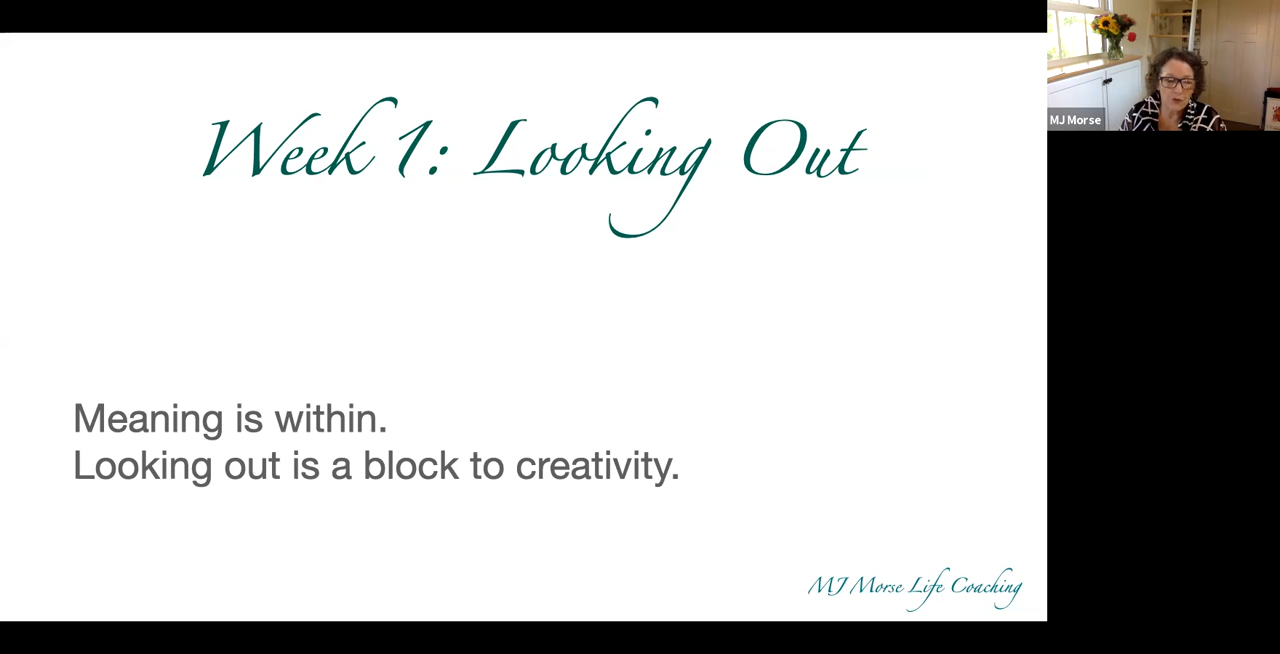 Week 1: Looking Out
MJ Morse
Meaning is within.
Looking out is a block to creativity.
MJ Morse Life Coaching